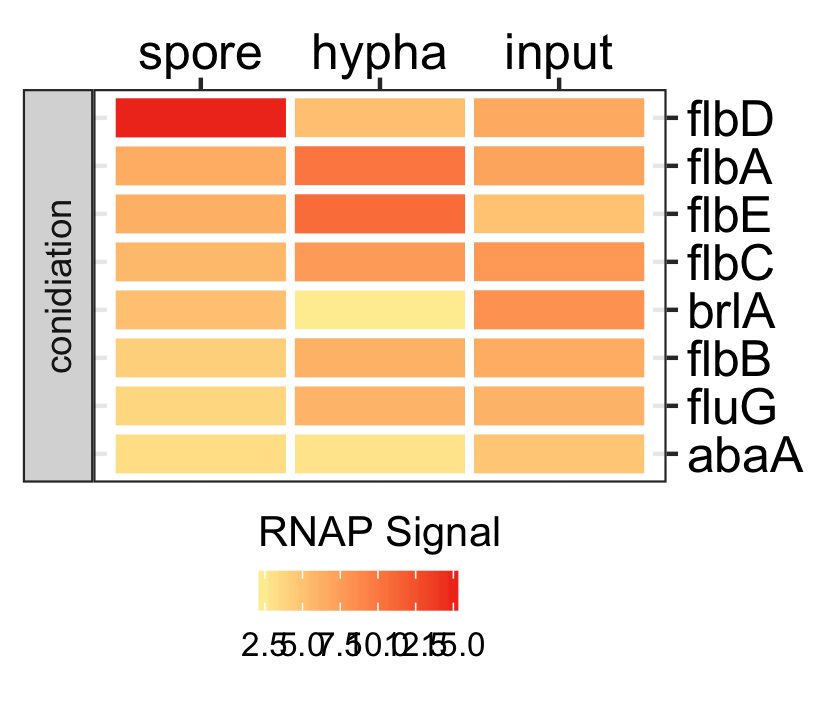 spore hypha input
conidiation
flbD
flbA
flbE
flbC
brlA
flbB
fluG
abaA
RNAP Signal
2.5 5.0 7.5 10.0 12.5 15.0